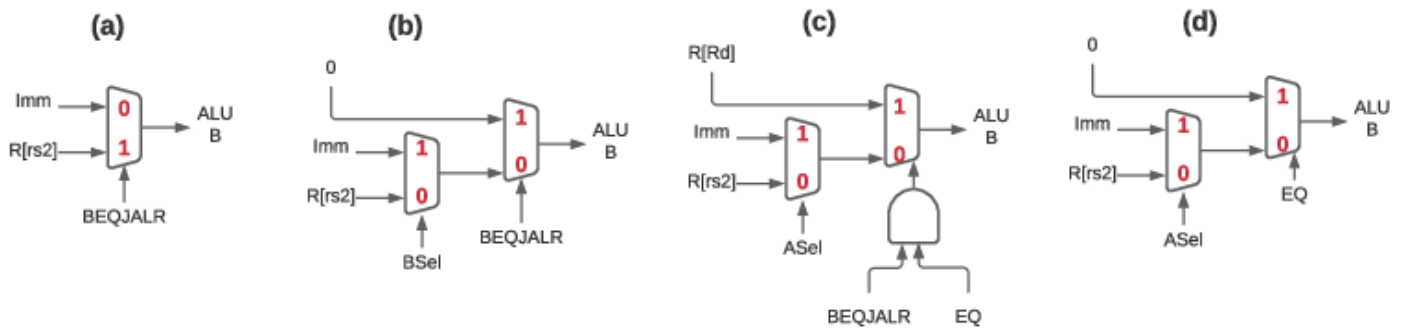 (a)
Imm
0
R[rs2]
1
ALU
B
BEQJALR
(b)
0
1
Imm
1
0
R[rs2]
0
ALU
B
BSel
BEQJALR
(c)
R[Rd]
1
Imm
1
0
R[rs2]
0
ALU
B
ASel
BEQJALR
EQ
(d)
0
1
Imm
1
0
R[rs2]
0
ALU
B
EQ
ASel